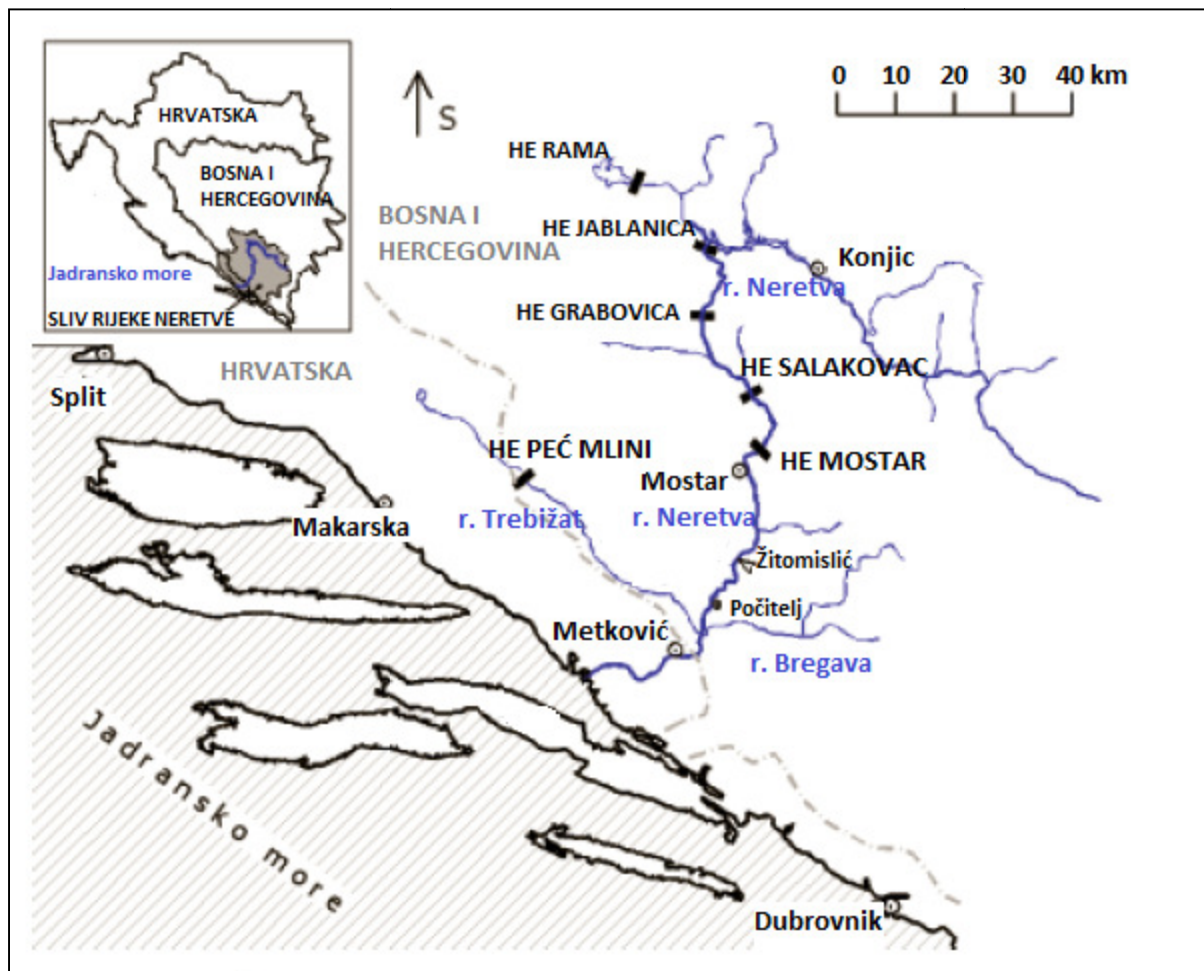 HRVATSKA
BOSNA I
HERCEGOVINA
Jadransko more
SLIV RIJEKE NERETVE
S
0 10 20 30 40 km
HE RAMA
BOSNA I
HERCEGOVINA
HE JABLANICA
Konjic
r. Neretva
HE GRABOVICA
HRVATSKA
HE SALAKOVAC
Split
HE PEĆ MLINI
HE MOSTAR
Mostar
Makarska
r. Trebižat
r. Neretva
Žitomislić
Počitelj
Metković
r. Bregava
Jadransko more
Dubrovnik